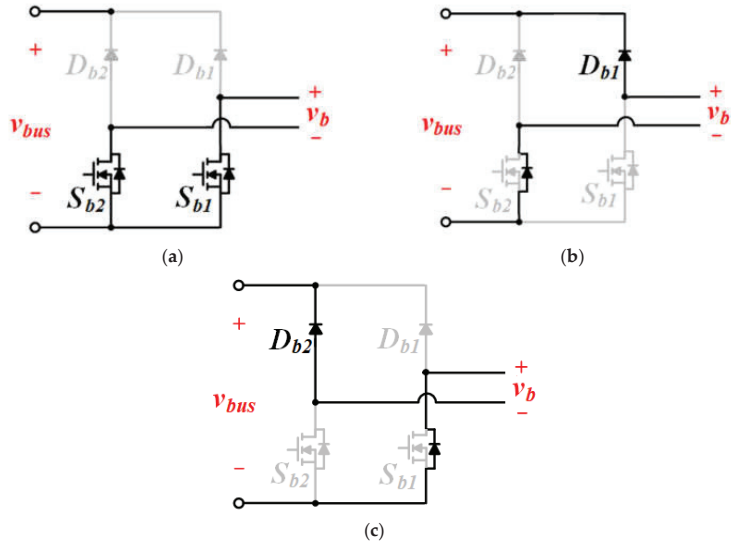 +
D_b2
D_b1
v_bus
+
v_b
−
−
S_b2
S_b1
(a)
+
D_b2
D_b1
v_bus
+
v_b
−
−
S_b2
S_b1
(b)
+
D_b2
D_b1
v_bus
+
v_b
−
−
S_b2
S_b1
(c)